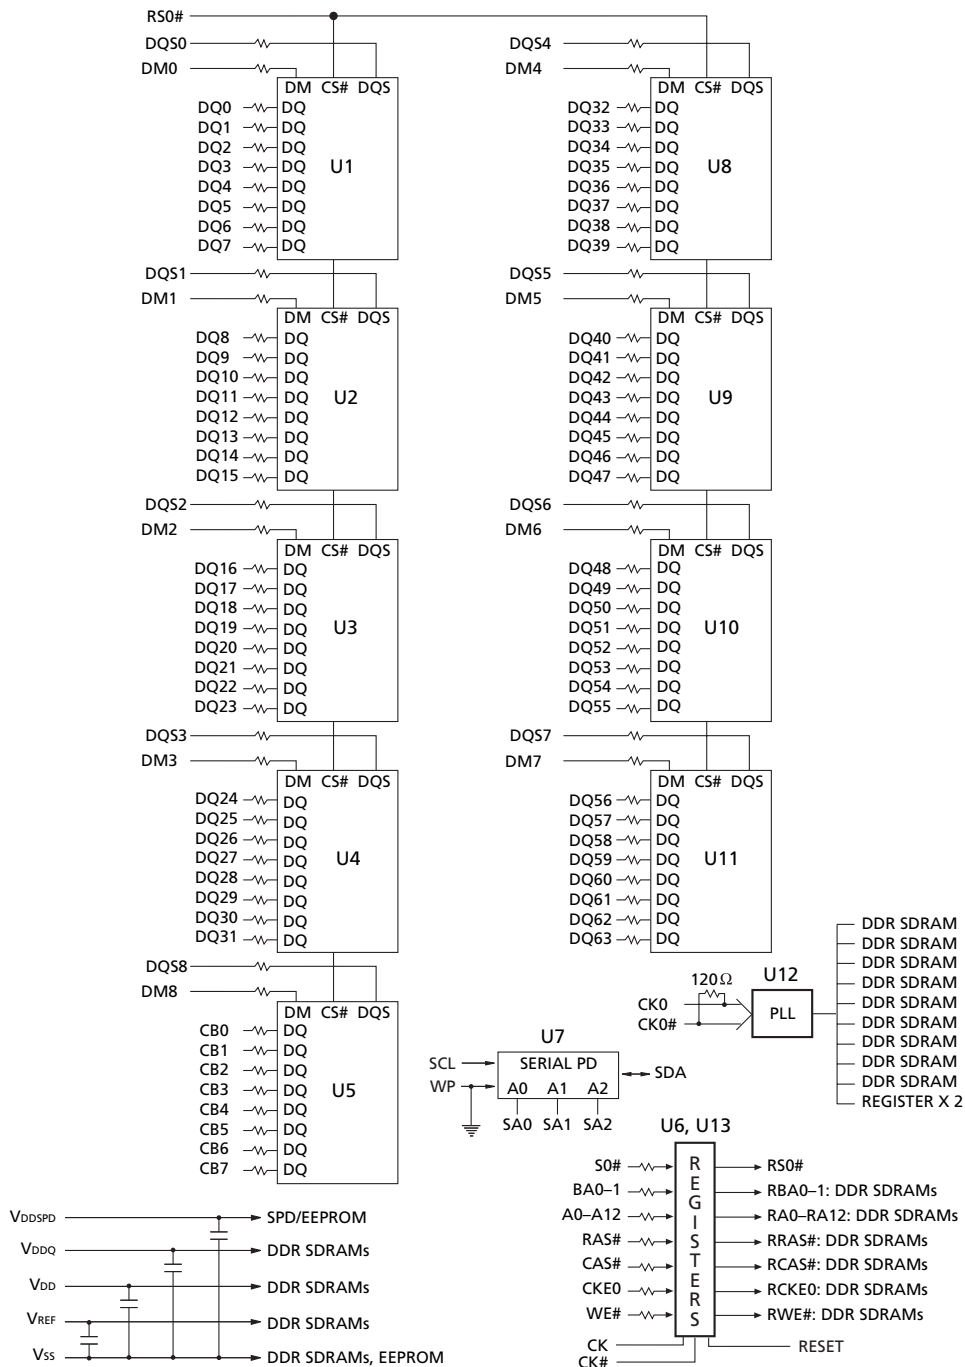 RS0#
DQS0
DM0
DM CS# DQS
DQ0 DQ
DQ1 DQ
DQ2 DQ
DQ3 DQ
DQ4 DQ
DQ5 DQ
DQ6 DQ
DQ7 DQ
U1
DQS1
DM1
DM CS# DQS
DQ8 DQ
DQ9 DQ
DQ10 DQ
DQ11 DQ
DQ12 DQ
DQ13 DQ
DQ14 DQ
DQ15 DQ
U2
DQS2
DM2
DM CS# DQS
DQ16 DQ
DQ17 DQ
DQ18 DQ
DQ19 DQ
DQ20 DQ
DQ21 DQ
DQ22 DQ
DQ23 DQ
U3
DQS3
DM3
DM CS# DQS
DQ24 DQ
DQ25 DQ
DQ26 DQ
DQ27 DQ
DQ28 DQ
DQ29 DQ
DQ30 DQ
DQ31 DQ
U4
DQS8
DM8
DM CS# DQS
CB0 DQ
CB1 DQ
CB2 DQ
CB3 DQ
CB4 DQ
CB5 DQ
CB6 DQ
CB7 DQ
U5
DQS4
DM4
DM CS# DQS
DQ32 DQ
DQ33 DQ
DQ34 DQ
DQ35 DQ
DQ36 DQ
DQ37 DQ
DQ38 DQ
DQ39 DQ
U8
DQS5
DM5
DM CS# DQS
DQ40 DQ
DQ41 DQ
DQ42 DQ
DQ43 DQ
DQ44 DQ
DQ45 DQ
DQ46 DQ
DQ47 DQ
U9
DQS6
DM6
DM CS# DQS
DQ48 DQ
DQ49 DQ
DQ50 DQ
DQ51 DQ
DQ52 DQ
DQ53 DQ
DQ54 DQ
DQ55 DQ
U10
DQS7
DM7
DM CS# DQS
DQ56 DQ
DQ57 DQ
DQ58 DQ
DQ59 DQ
DQ60 DQ
DQ61 DQ
DQ62 DQ
DQ63 DQ
U11
120Ω
U12
CK0
CK0#
PLL
DDR SDRAM
DDR SDRAM
DDR SDRAM
DDR SDRAM
DDR SDRAM
DDR SDRAM
DDR SDRAM
DDR SDRAM
DDR SDRAM
REGISTER X 2
U7
SCL
WP
SERIAL PD
A0 A1 A2
SDA
SA0 SA1 SA2
U6, U13
REGISTERS
S0# RS0#
BA0–1 RBA0–1: DDR SDRAMs
A0–A12 RA0–RA12: DDR SDRAMs
RAS# RRAS#: DDR SDRAMs
CAS# RCAS#: DDR SDRAMs
CKE0 RCKE0: DDR SDRAMs
WE# RWE#: DDR SDRAMs
CK RESET
CK#
VDDSPD SPD/EEPROM
VDDQ DDR SDRAMs
VDD DDR SDRAMs
VREF DDR SDRAMs
VSS DDR SDRAMs, EEPROM